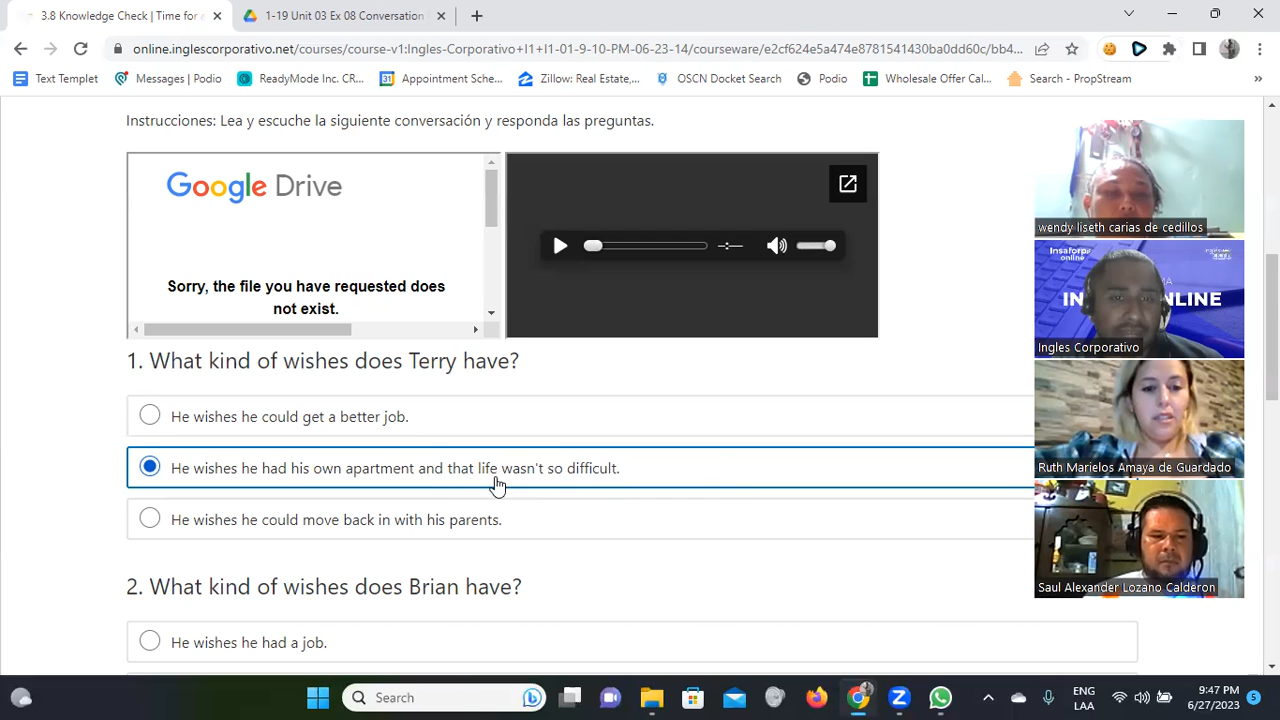 3.8 Knowledge Check | Time for
1-19 Unit 03 Ex 08 Conversation
online.inglescorporativo.net/courses/course-v1:Ingles-Corporativo+I1+I1-01-9-10-PM-06-23-14/courseware/e2cf624e5a474e8781541430ba0dd60c/bb4...
Text Templet
Messages | Podio
ReadyMode Inc. CR...
Appointment Sche...
Zillow: Real Estate,...
OSCN Docket Search
Podio
Wholesale Offer Cal...
Search - PropStream
»
Instrucciones: Lea y escuche la siguiente conversación y responda las preguntas.
Google Drive
Sorry, the file you have requested does
not exist.
1. What kind of wishes does Terry have?
He wishes he could get a better job.
He wishes he had his own apartment and that life wasn't so difficult.
He wishes he could move back in with his parents.
2. What kind of wishes does Brian have?
He wishes he had a job.
wendy liseth carias de cedillos
Insaforp
online
Ingles Corporativo
Ruth Marielos Amaya de Guardado
Saul Alexander Lozano Calderon
Search
ENG
LAA
9:47 PM
6/27/2023
5